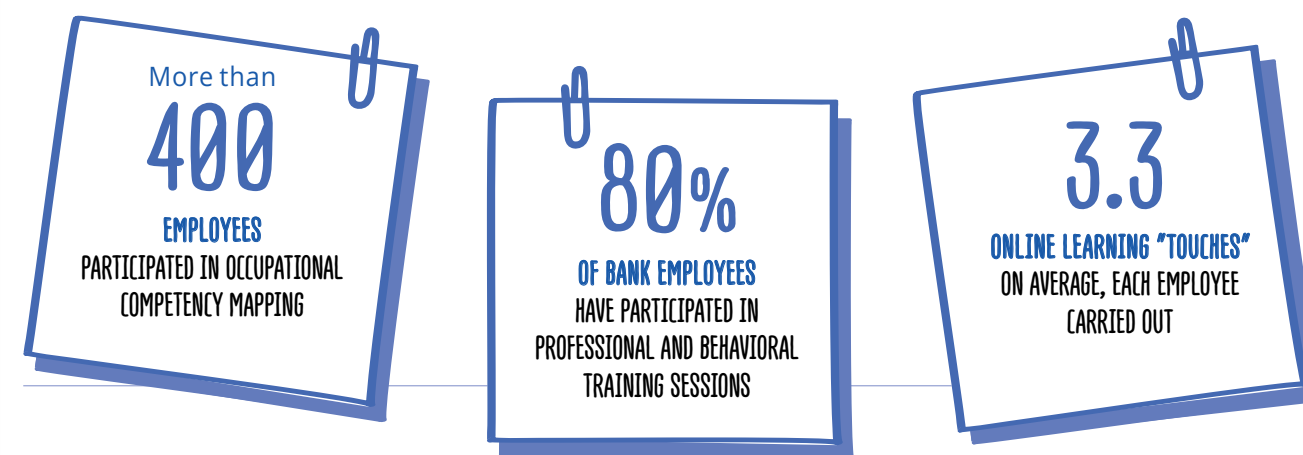 More than
400
EMPLOYEES
PARTICIPATED IN OCCUPATIONAL
COMPETENCY MAPPING
80%
OF BANK EMPLOYEES
HAVE PARTICIPATED IN
PROFESSIONAL AND BEHAVIORAL
TRAINING SESSIONS
3.3
ONLINE LEARNING "TOUCHES"
ON AVERAGE, EACH EMPLOYEE
CARRIED OUT